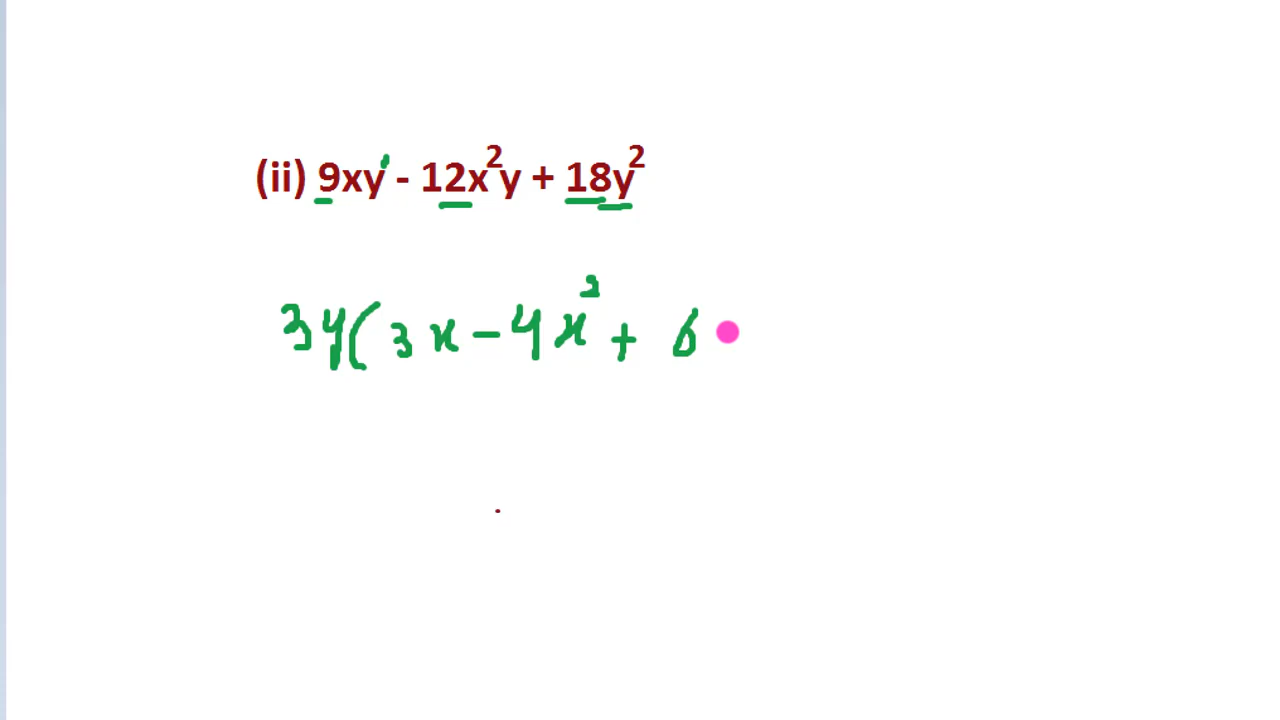 (ii) 9xy - 12x²y + 18y²
3y(3x - 4x² + 6